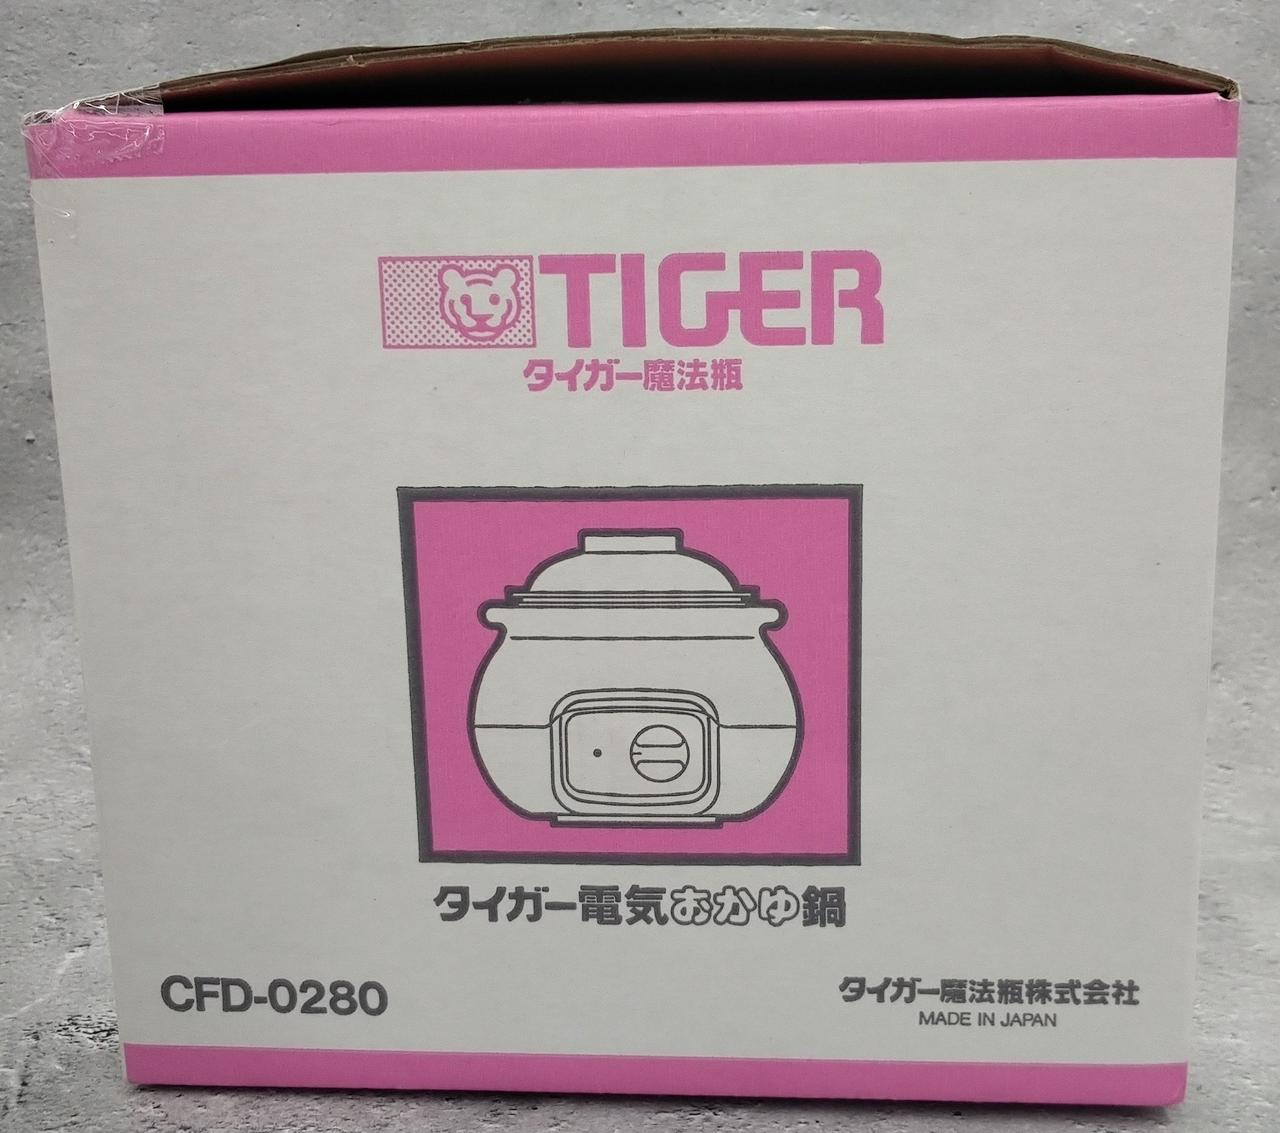 TIGER
タイガー魔法瓶
タイガー電気おかゆ鍋
CFD-0280
タイガー魔法瓶株式会社
MADE IN JAPAN